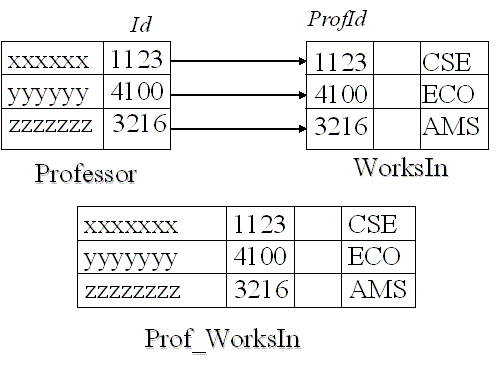 Id ProfId
xxxxxx 1123 1123 CSE
yyyyyy 4100 4100 ECO
zzzzzzz 3216 3216 AMS
Professor WorksIn
xxxxxxx 1123 CSE
yyyyyyy 4100 ECO
zzzzzzzz 3216 AMS
Prof_WorksIn